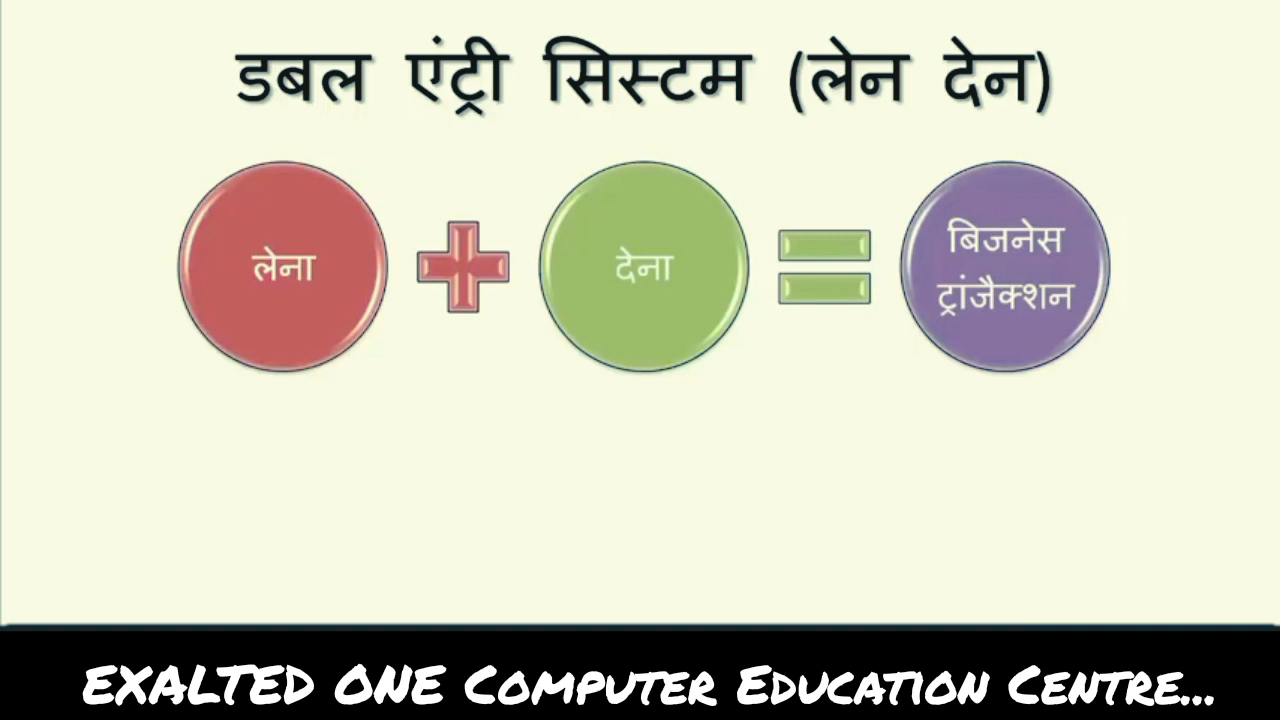 डबल एंट्री सिस्टम (लेन देन)
लेना
देना
बिजनेस
ट्रांजैक्शन
EXALTED ONE COMPUTER EDUCATION CENTRE...